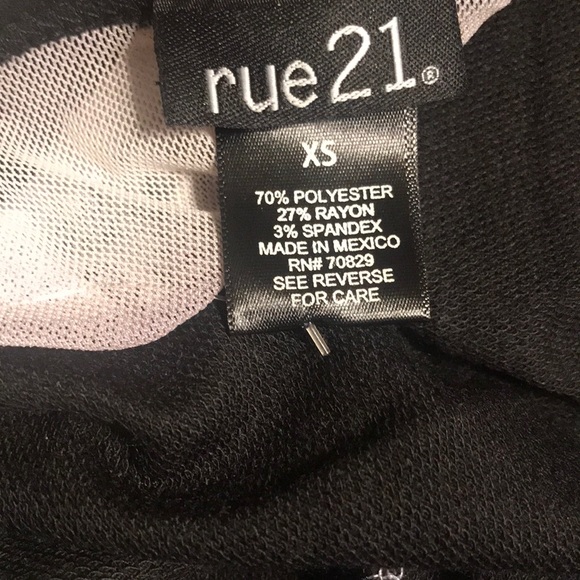 rue21®
XS
70% POLYESTER
27% RAYON
3% SPANDEX
MADE IN MEXICO
RN# 70829
SEE REVERSE
FOR CARE